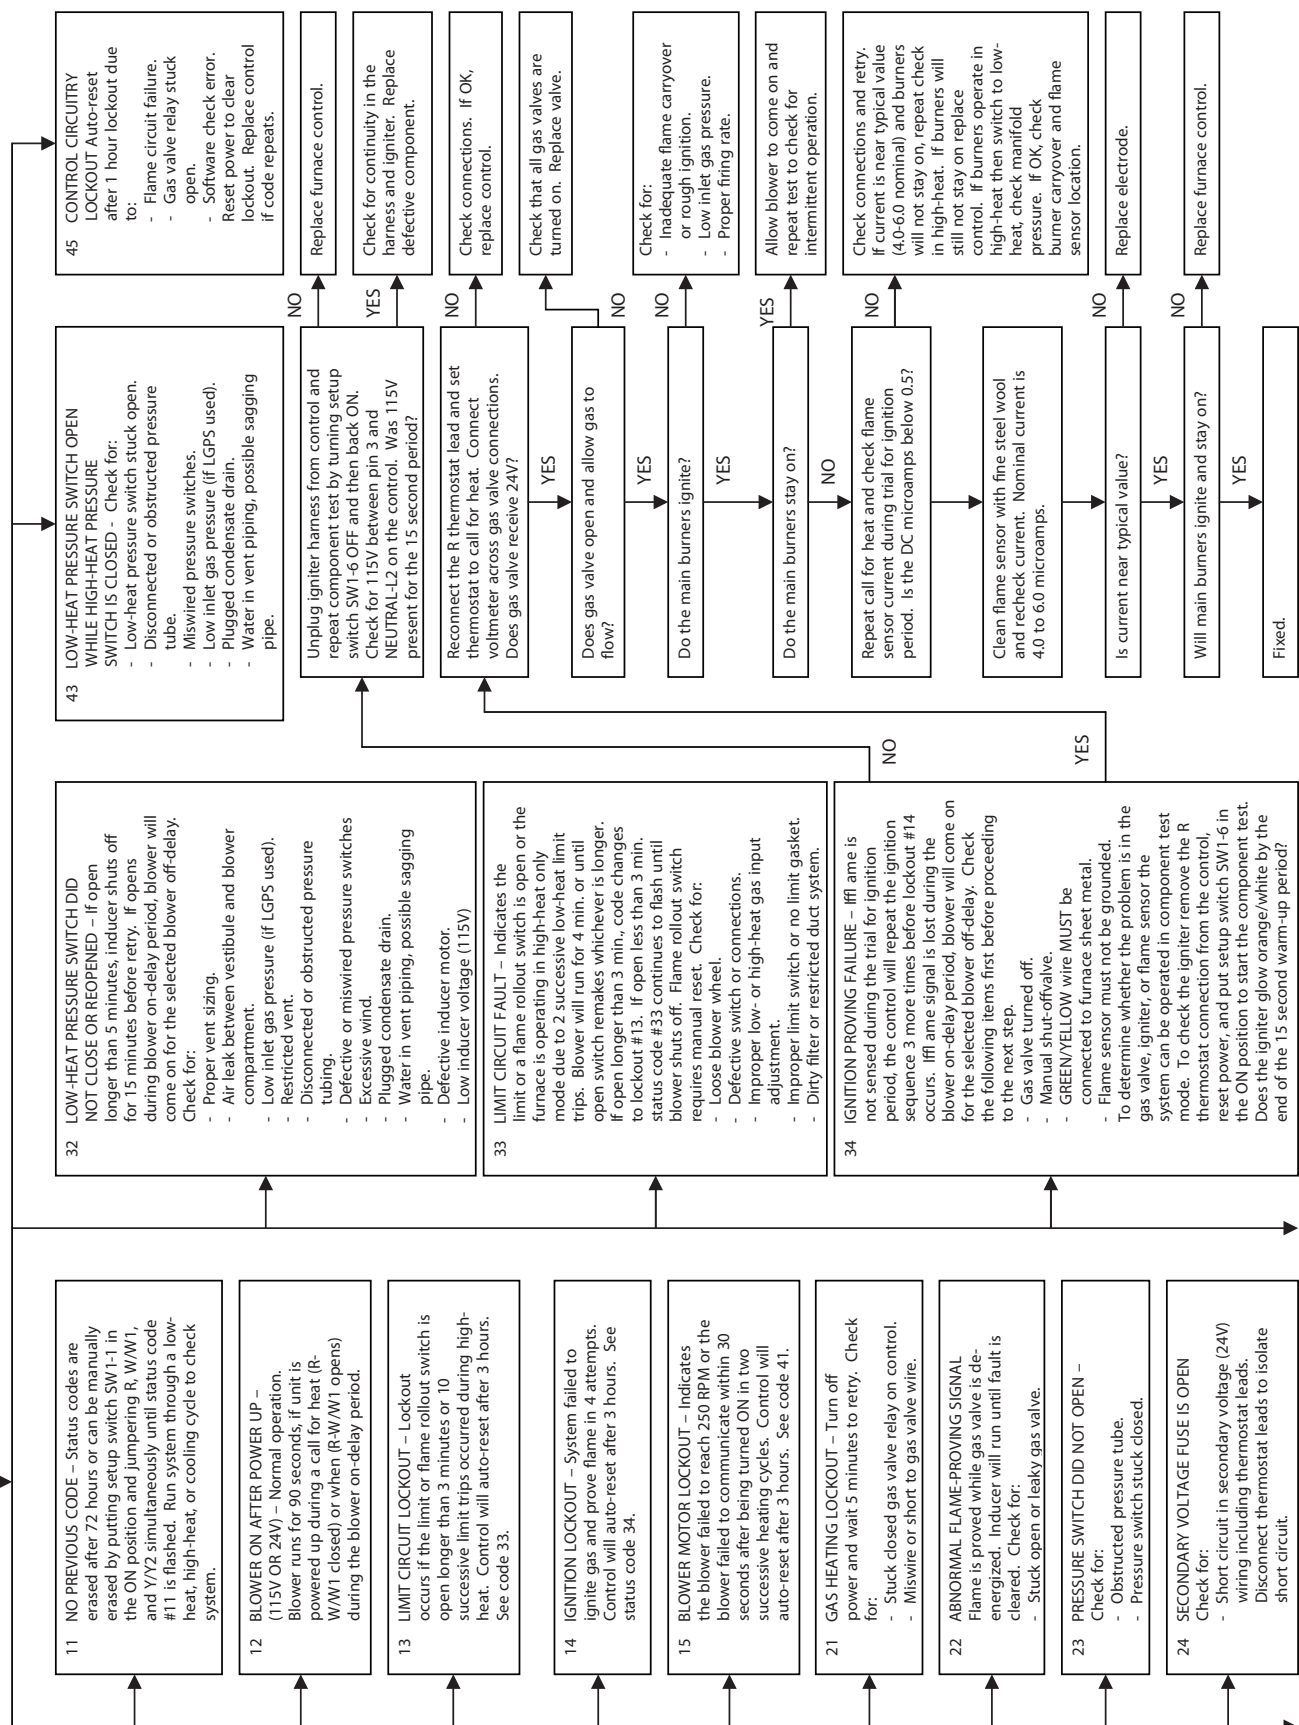 11 NO PREVIOUS CODE – Status codes are
erased after 72 hours or can be manually
erased by putting setup switch SW1-1 in
the ON position and jumpering R, W/W1,
and Y/Y2 simultaneously until status code
#11 is flashed. Run system through a low-
heat, high-heat, or cooling cycle to check
system.
12 BLOWER ON AFTER POWER UP –
(115V OR 24V) – Normal operation.
Blower runs for 90 seconds, if unit is
powered up during a call for heat (R-
W/W1 closed) or when (R-W/W1 opens)
during the blower on-delay period.
13 LIMIT CIRCUIT LOCKOUT – Lockout
occurs if the limit or flame rollout switch is
open longer than 3 minutes or 10
successive limit trips occurred during high-
heat. Control will auto-reset after 3 hours.
See code 33.
14 IGNITION LOCKOUT – System failed to
ignite gas and prove flame in 4 attempts.
Control will auto-reset after 3 hours. See
status code 34.
15 BLOWER MOTOR LOCKOUT – Indicates
the blower failed to reach 250 RPM or the
blower failed to communicate within 30
seconds after being turned ON in two
successive heating cycles. Control will
auto-reset after 3 hours. See code 41.
21 GAS HEATING LOCKOUT – Turn off
power and wait 5 minutes to retry. Check
for:
- Stuck closed gas valve relay on control.
- Miswire or short to gas valve wire.
22 ABNORMAL FLAME-PROVING SIGNAL
Flame is proved while gas valve is de-
energized. Inducer will run until fault is
cleared. Check for:
- Stuck open or leaky gas valve.
23 PRESSURE SWITCH DID NOT OPEN –
Check for:
- Obstructed pressure tube.
- Pressure switch stuck closed.
24 SECONDARY VOLTAGE FUSE IS OPEN
Check for:
- Short circuit in secondary voltage (24V)
wiring including thermostat leads.
Disconnect thermostat leads to isolate
short circuit.
32 LOW-HEAT PRESSURE SWITCH DID
NOT CLOSE OR REOPENED – If open
longer than 5 minutes, inducer shuts off
for 15 minutes before retry. If opens
during blower on-delay period, blower will
come on for the selected blower off-delay.
Check for:
- Proper vent sizing.
- Air leak between vestibule and blower
compartment.
- Low inlet gas pressure (if LGPS used).
- Restricted vent.
- Disconnected or obstructed pressure
tubing.
- Defective or miswired pressure switches
- Excessive wind.
- Plugged condensate drain.
- Water in vent piping, possible sagging
pipe.
- Defective inducer motor.
- Low inducer voltage (115V)
33 LIMIT CIRCUIT FAULT – Indicates the
limit or a flame rollout switch is open or the
furnace is operating in high-heat only
mode due to 2 successive low-heat limit
trips. Blower will run for 4 min. or until
open switch remakes whichever is longer.
If open longer than 3 min., code changes
to lockout #13. If open less than 3 min.
status code #33 continues to flash until
blower shuts off. Flame rollout switch
requires manual reset. Check for:
- Loose blower wheel.
- Defective switch or connections.
- Improper low- or high-heat gas input
adjustment.
- Improper limit switch or no limit gasket.
- Dirty filter or restricted duct system.
34 IGNITION PROVING FAILURE – Iffl ame is
not sensed during the trial for ignition
period, the control will repeat the ignition
sequence 3 more times before lockout #14
occurs. Iffl ame signal is lost during the
blower on-delay period, blower will come on
for the selected blower off-delay. Check
the following items first before proceeding
to the next step.
- Gas valve turned off.
- Manual shut-offvalve.
- GREEN/YELLOW wire MUST be
connected to furnace sheet metal.
- Flame sensor must not be grounded.
To determine whether the problem is in the
gas valve, igniter, or flame sensor the
system can be operated in component test
mode. To check the igniter remove the R
thermostat connection from the control,
reset power, and put setup switch SW1-6 in
the ON position to start the component test.
Does the igniter glow orange/white by the
end of the 15 second warm-up period?
NO
YES
43 LOW-HEAT PRESSURE SWITCH OPEN
WHILE HIGH-HEAT PRESSURE
SWITCH IS CLOSED - Check for:
- Low-heat pressure switch stuck open.
- Disconnected or obstructed pressure
tube.
- Miswired pressure switches.
- Low inlet gas pressure (if LGPS used).
- Plugged condensate drain.
- Water in vent piping, possible sagging
pipe.
Unplug igniter harness from control and
repeat component test by turning setup
switch SW1-6 OFF and then back ON.
Check for 115V between pin 3 and
NEUTRAL-L2 on the control. Was 115V
present for the 15 second period?
Reconnect the R thermostat lead and set
thermostat to call for heat. Connect
voltmeter across gas valve connections.
Does gas valve receive 24V?
YES
Does gas valve open and allow gas to
flow?
YES
Do the main burners ignite?
YES
Do the main burners stay on?
NO
Repeat call for heat and check flame
sensor current during trial for ignition
period. Is the DC microamps below 0.5?
Clean flame sensor with fine steel wool
and recheck current. Nominal current is
4.0 to 6.0 microamps.
Is current near typical value?
YES
Will main burners ignite and stay on?
YES
Fixed.
45 CONTROL CIRCUITRY
LOCKOUT Auto-reset
after 1 hour lockout due
to:
- Flame circuit failure.
- Gas valve relay stuck
open.
- Software check error.
Reset power to clear
lockout. Replace control
if code repeats.
NO
Replace furnace control.
YES
Check for continuity in the
harness and igniter. Replace
defective component.
NO
Check connections. If OK,
replace control.
NO
Check that all gas valves are
turned on. Replace valve.
NO
Check for:
- Inadequate flame carryover
or rough ignition.
- Low inlet gas pressure.
- Proper firing rate.
YES
Allow blower to come on and
repeat test to check for
intermittent operation.
NO
Check connections and retry.
If current is near typical value
(4.0-6.0 nominal) and burners
will not stay on, repeat check
in high-heat. If burners will
still not stay on replace
control. If burners operate in
high-heat then switch to low-
heat, check manifold
pressure. If OK, check
burner carryover and flame
sensor location.
NO
Replace electrode.
NO
Replace furnace control.